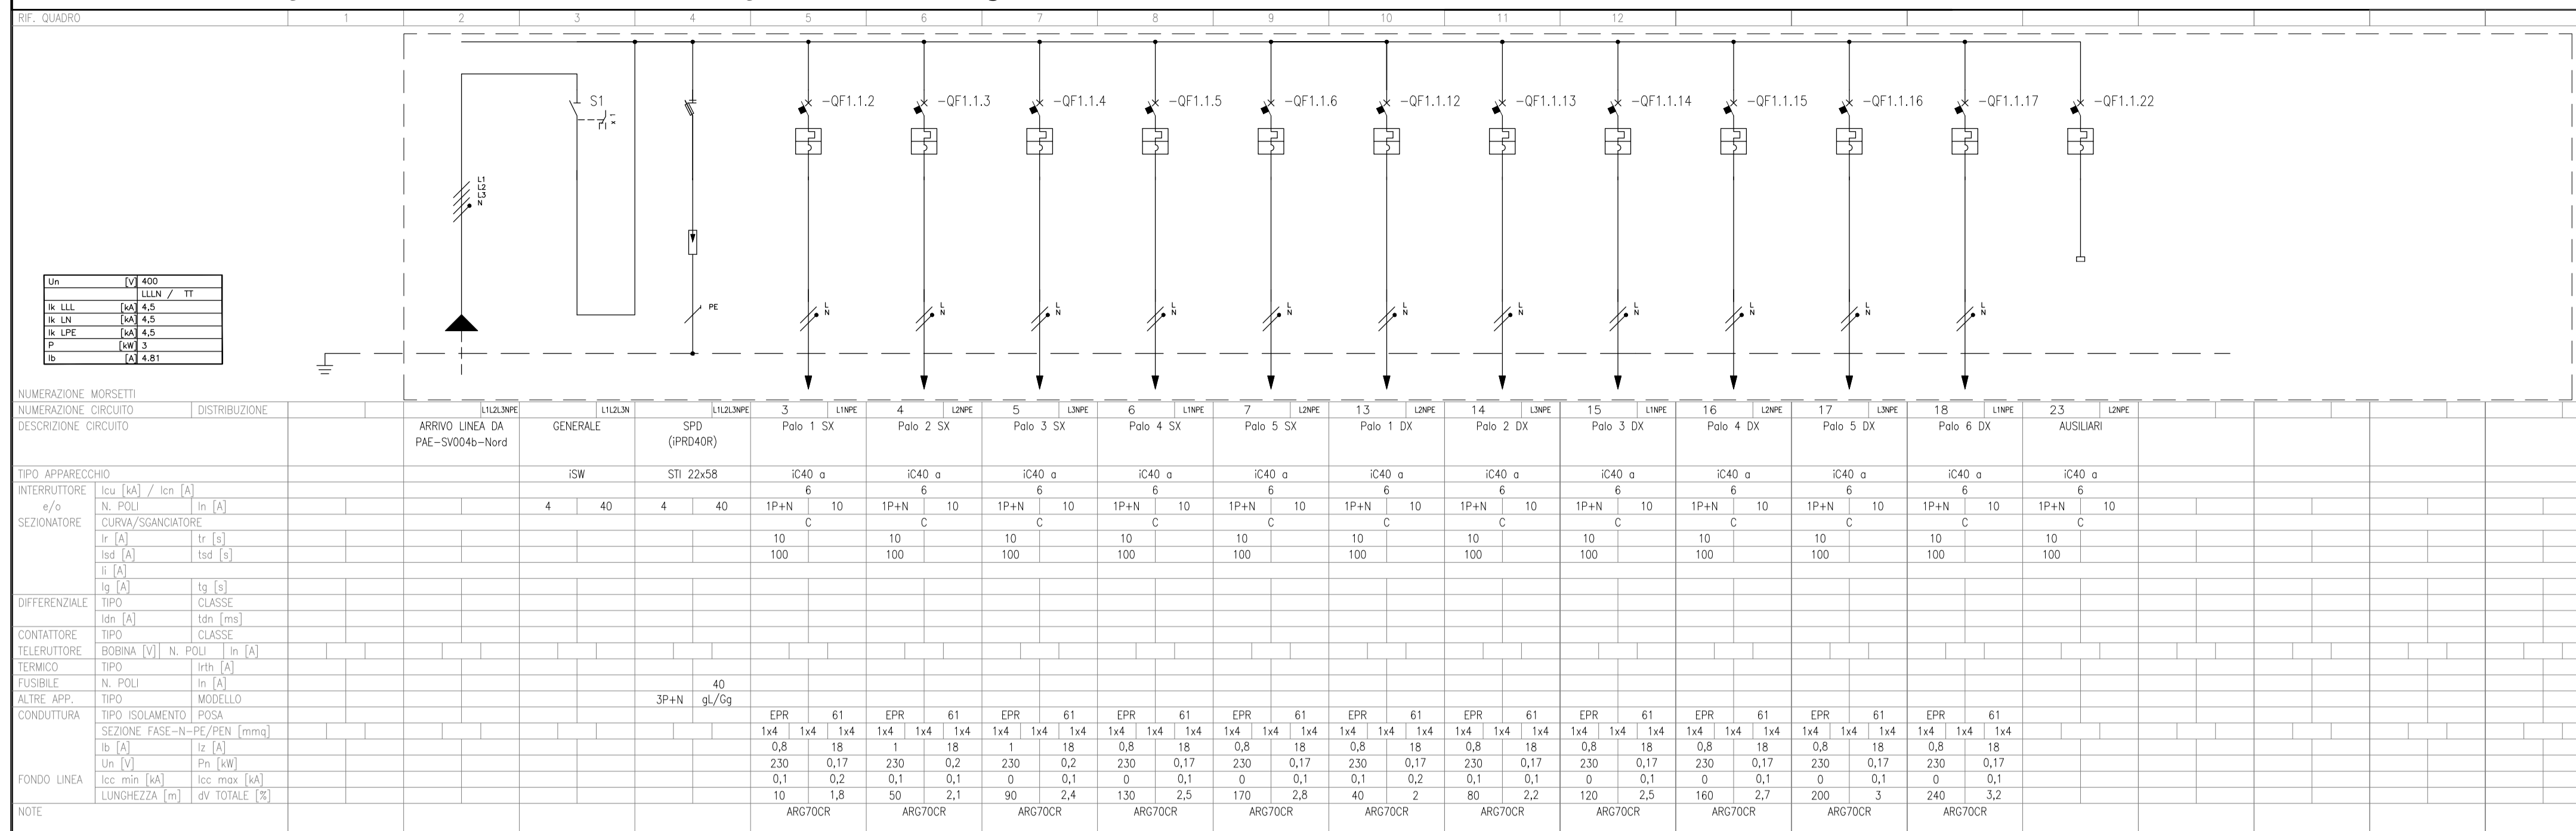 RIF. QUADRO 1 2 3 4 5 6 7 8 9 10 11 12
S1 -QF1.1.2 -QF1.1.3 -QF1.1.4 -QF1.1.5 -QF1.1.6 -QF1.1.12 -QF1.1.13 -QF1.1.14 -QF1.1.15 -QF1.1.16 -QF1.1.17 -QF1.1.22
L1
L2
L3
N
Un [V] 400
LLLN / TT
Ik LLL [kA] 4,5
Ik LN [kA] 4,5
Ik LPE [kA] 4,5
P [kW] 3
Ib [A] 4.81
PE
L L L L L L L L L L L
N N N N N N N N N N N
NUMERAZIONE MORSETTI
NUMERAZIONE CIRCUITO DISTRIBUZIONE L1L2L3NPE L1L2L3N L1L2L3NPE 3 L1NPE 4 L2NPE 5 L3NPE 6 L1NPE 7 L2NPE 13 L2NPE 14 L3NPE 15 L1NPE 16 L2NPE 17 L3NPE 18 L1NPE 23 L2NPE
DESCRIZIONE CIRCUITO ARRIVO LINEA DA GENERALE SPD Palo 1 SX Palo 2 SX Palo 3 SX Palo 4 SX Palo 5 SX Palo 1 DX Palo 2 DX Palo 3 DX Palo 4 DX Palo 5 DX Palo 6 DX AUSILIARI
PAE-SV004b-Nord (iPRD40R)
TIPO APPARECCHIO iSW STI 22x58 iC40 a iC40 a iC40 a iC40 a iC40 a iC40 a iC40 a iC40 a iC40 a iC40 a iC40 a iC40 a
INTERRUTTORE Icu [kA] / Icn [A] 6 6 6 6 6 6 6 6 6 6 6 6
e/o N. POLI In [A] 4 40 4 40 1P+N 10 1P+N 10 1P+N 10 1P+N 10 1P+N 10 1P+N 10 1P+N 10 1P+N 10 1P+N 10 1P+N 10 1P+N 10 1P+N 10
SEZIONATORE CURVA/SGANCIATORE C C C C C C C C C C C C
Ir [A] tr [s] 10 10 10 10 10 10 10 10 10 10 10 10
Isd [A] tsd [s] 100 100 100 100 100 100 100 100 100 100 100 100
Ii [A]
Ig [A] tg [s]
DIFFERENZIALE TIPO CLASSE
Idn [A] tdn [ms]
CONTATTORE TIPO CLASSE
TELERUTTORE BOBINA [V] N. POLI In [A]
TERMICO TIPO Irth [A]
FUSIBILE N. POLI In [A] 40
ALTRE APP. TIPO MODELLO 3P+N gL/Gg
CONDUTTURA TIPO ISOLAMENTO POSA EPR 61 EPR 61 EPR 61 EPR 61 EPR 61 EPR 61 EPR 61 EPR 61 EPR 61 EPR 61 EPR 61
SEZIONE FASE-N-PE/PEN [mmq] 1x4 1x4 1x4 1x4 1x4 1x4 1x4 1x4 1x4 1x4 1x4 1x4 1x4 1x4 1x4 1x4 1x4 1x4 1x4 1x4 1x4 1x4 1x4 1x4 1x4 1x4 1x4 1x4 1x4 1x4 1x4 1x4 1x4
Ib [A] Iz [A] 0,8 18 1 18 1 18 0,8 18 0,8 18 0,8 18 0,8 18 0,8 18 0,8 18 0,8 18 0,8 18
Un [V] Pn [kW] 230 0,17 230 0,2 230 0,2 230 0,17 230 0,17 230 0,17 230 0,17 230 0,17 230 0,17 230 0,17 230 0,17
FONDO LINEA Icc min [kA] Icc max [kA] 0,1 0,2 0,1 0,1 0 0,1 0 0,1 0 0,1 0,1 0,2 0,1 0,1 0 0,1 0 0,1 0 0,1 0 0,1
LUNGHEZZA [m] dV TOTALE [%] 10 1,8 50 2,1 90 2,4 130 2,5 170 2,8 40 2 80 2,2 120 2,5 160 2,7 200 3 240 3,2
NOTE ARG7OCR ARG7OCR ARG7OCR ARG7OCR ARG7OCR ARG7OCR ARG7OCR ARG7OCR ARG7OCR ARG7OCR ARG7OCR